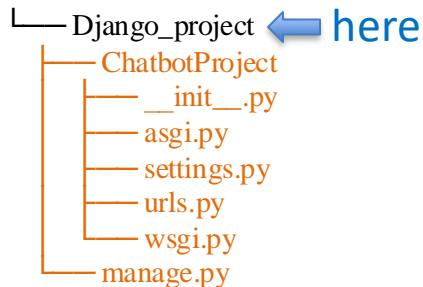 Django_project here
ChatbotProject
__init__.py
asgi.py
settings.py
urls.py
wsgi.py
manage.py